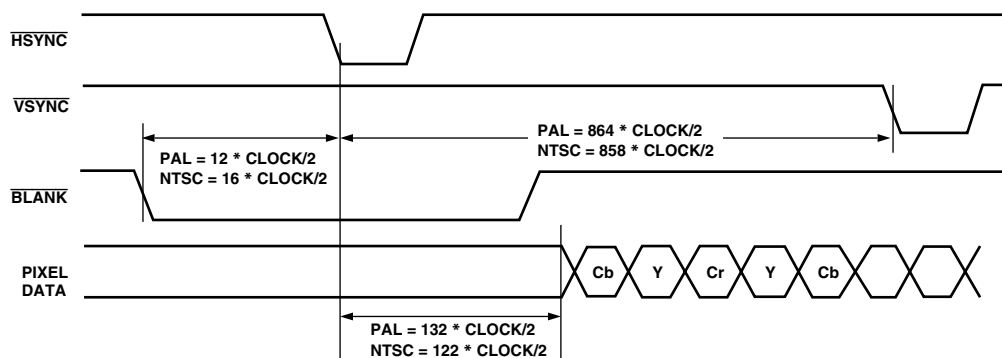 HSYNC
VSYNC
PAL = 864 * CLOCK/2
NTSC = 858 * CLOCK/2
PAL = 12 * CLOCK/2
NTSC = 16 * CLOCK/2
BLANK
PIXEL
DATA
Cb Y Cr Y Cb
PAL = 132 * CLOCK/2
NTSC = 122 * CLOCK/2